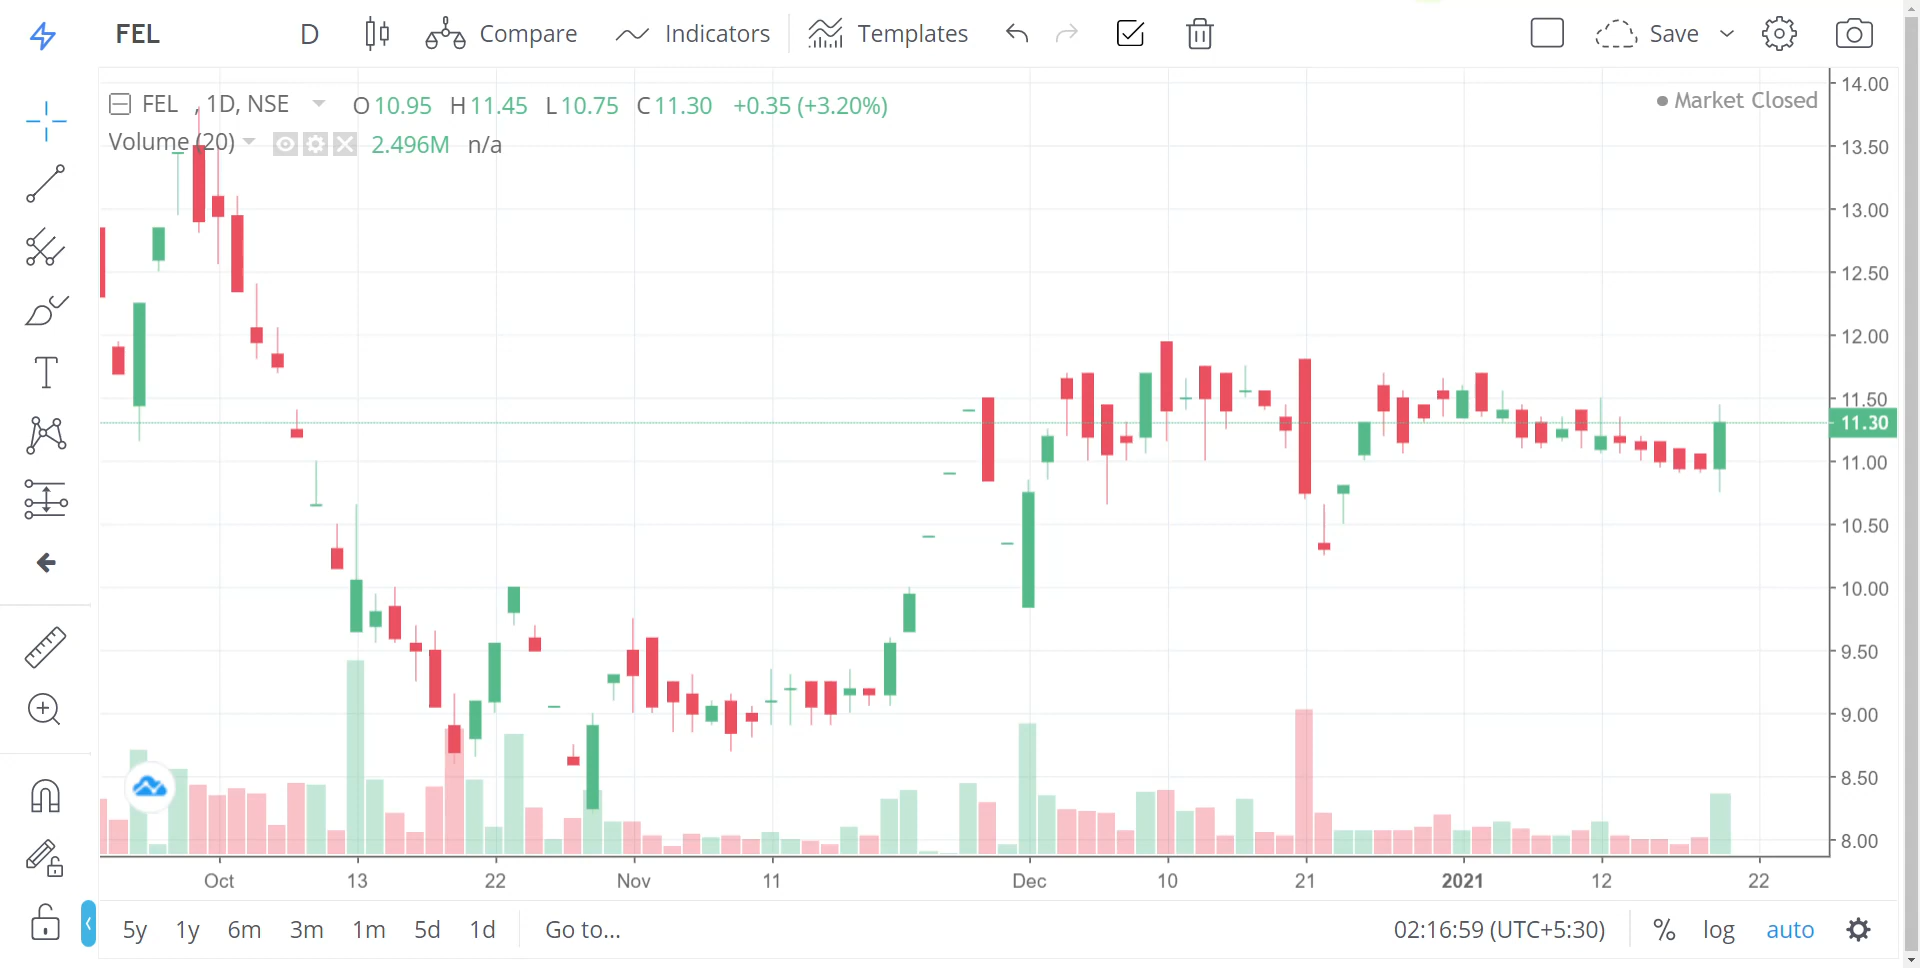 FEL D Compare Indicators Templates Save
FEL , 1D, NSE O10.95 H11.45 L10.75 C11.30 +0.35 (+3.20%) Market Closed
Volume (20) 2.496M n/a
14.00
13.50
13.00
12.50
12.00
11.50
11.30
11.00
10.50
10.00
9.50
9.00
8.50
8.00
Oct 13 22 Nov 11 Dec 10 21 2021 12 22
5y 1y 6m 3m 1m 5d 1d Go to... 02:16:59 (UTC+5:30) % log auto